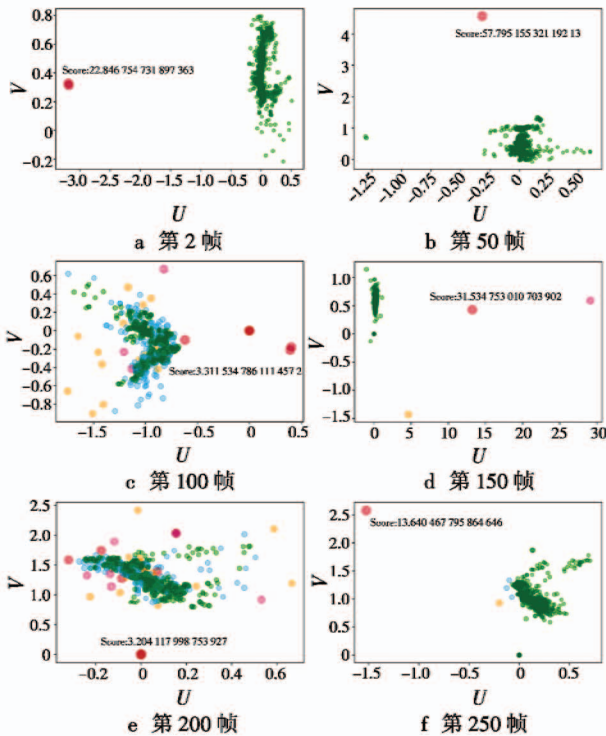 0.8
0.6
0.4
0.2
0
-0.2
V
Score:22.846 754 731 897 363
-3.0 -2.5 -2.0 -1.5 -1.0 -0.5 0 0.5
U
a 第 2 帧
4
3
2
1
0
V
Score:57.795 155 321 192 13
-1.25 -1.00 -0.75 -0.50 -0.25 0 0.25 0.50
U
b 第 50 帧
0.6
0.4
0.2
0
-0.2
-0.4
-0.6
-0.8
V
Score:3.311 534 786 111 457 2
-1.5 -1.0 -0.5 0 0.5
U
c 第 100 帧
1.0
0.5
0
-0.5
-1.0
-1.5
V
Score:31.534 753 010 703 902
0 5 10 15 20 25 30
U
d 第 150 帧
2.5
2.0
1.5
1.0
0.5
0
V
Score:3.204 117 998 753 927
-0.2 0 0.2 0.4 0.6
U
e 第 200 帧
2.5
2.0
1.5
1.0
0.5
0
V
Score:13.640 467 795 864 646
-1.5 -1.0 -0.5 0 0.5
U
f 第 250 帧